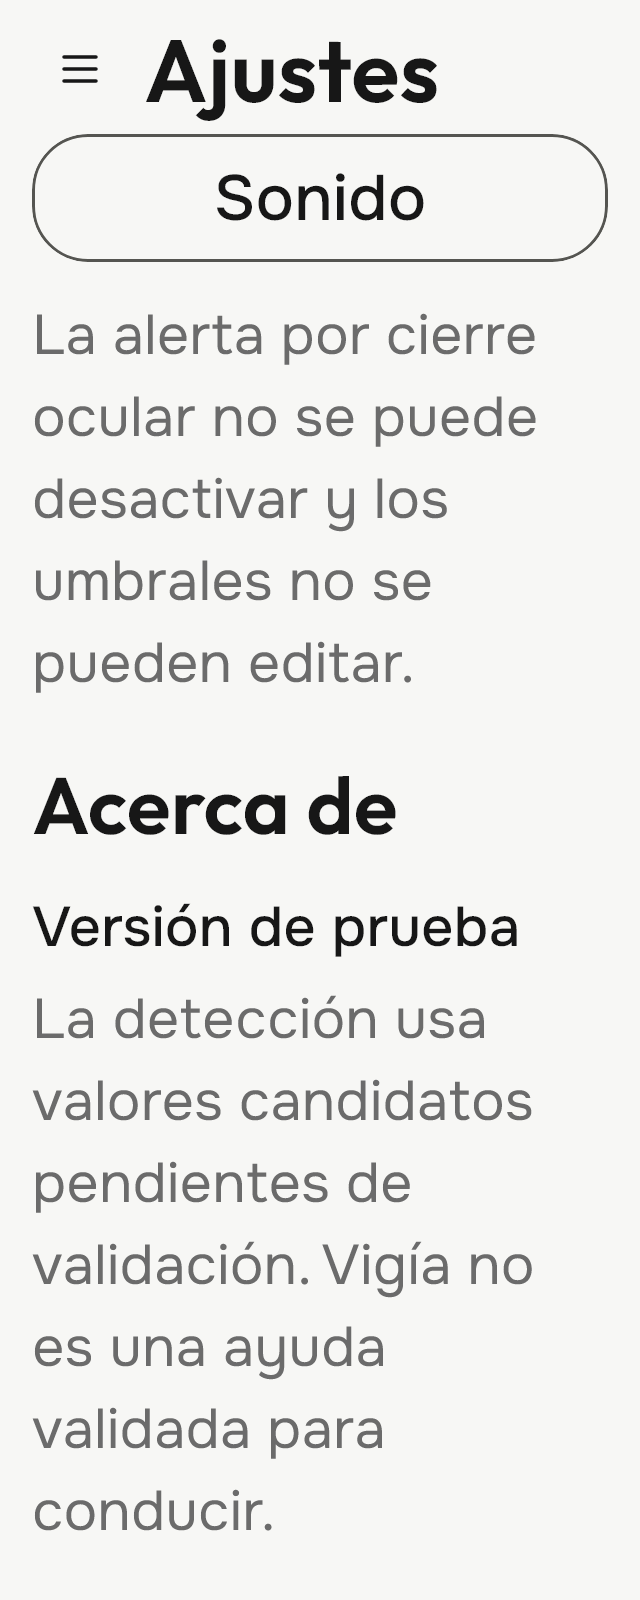 Ajustes
Sonido
La alerta por cierre
ocular no se puede
desactivar y los
umbrales no se
pueden editar.
Acerca de
Versión de prueba
La detección usa
valores candidatos
pendientes de
validación. Vigía no
es una ayuda
validada para
conducir.